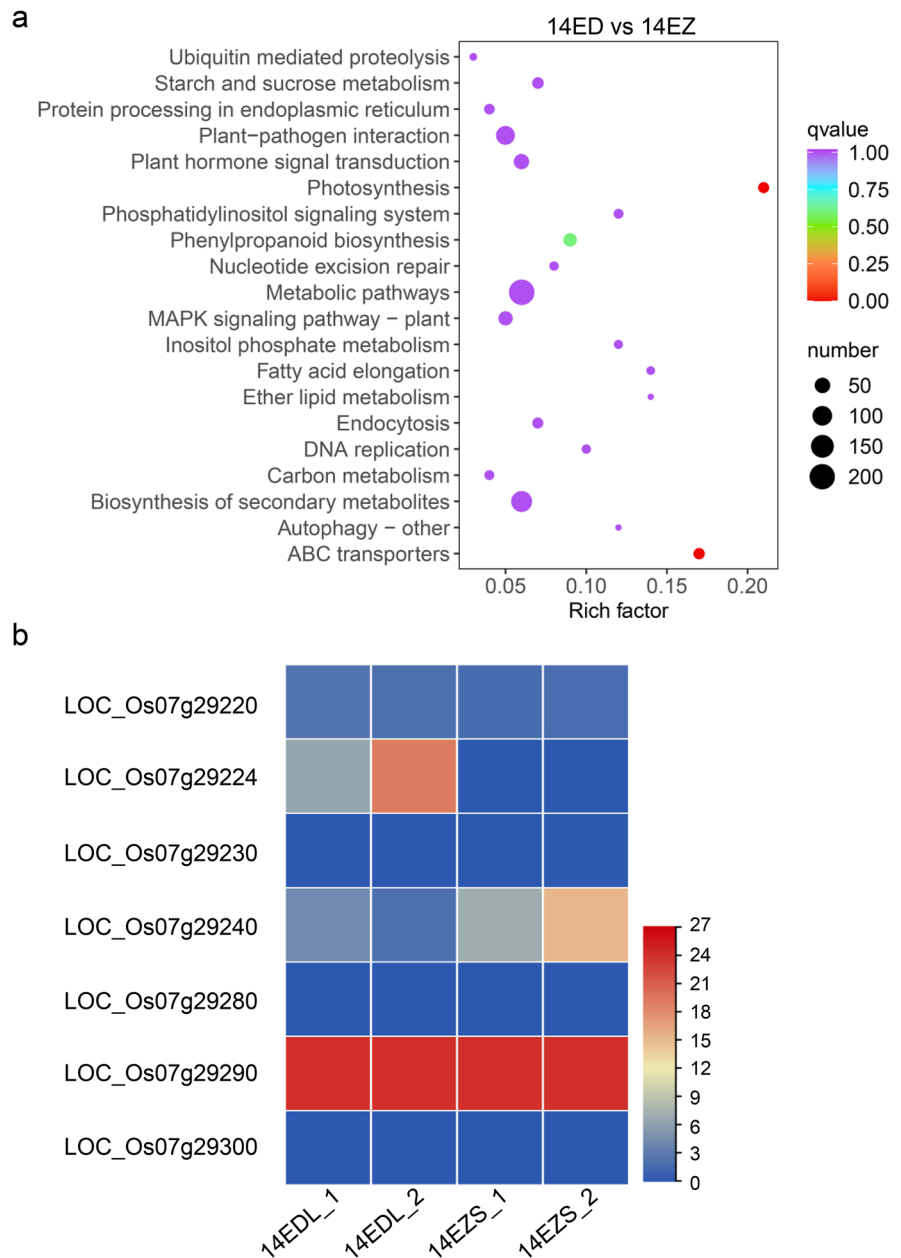 a
14ED vs 14EZ
Ubiquitin mediated proteolysis
Starch and sucrose metabolism
Protein processing in endoplasmic reticulum
Plant−pathogen interaction
Plant hormone signal transduction
Photosynthesis
Phosphatidylinositol signaling system
Phenylpropanoid biosynthesis
Nucleotide excision repair
Metabolic pathways
MAPK signaling pathway − plant
Inositol phosphate metabolism
Fatty acid elongation
Ether lipid metabolism
Endocytosis
DNA replication
Carbon metabolism
Biosynthesis of secondary metabolites
Autophagy − other
ABC transporters
0.05 0.10 0.15 0.20
Rich factor
qvalue
1.00
0.75
0.50
0.25
0.00
number
50
100
150
200
b
LOC_Os07g29220
LOC_Os07g29224
LOC_Os07g29230
LOC_Os07g29240
LOC_Os07g29280
LOC_Os07g29290
LOC_Os07g29300
14EDL_1 14EDL_2 14EZS_1 14EZS_2
27
24
21
18
15
12
9
6
3
0